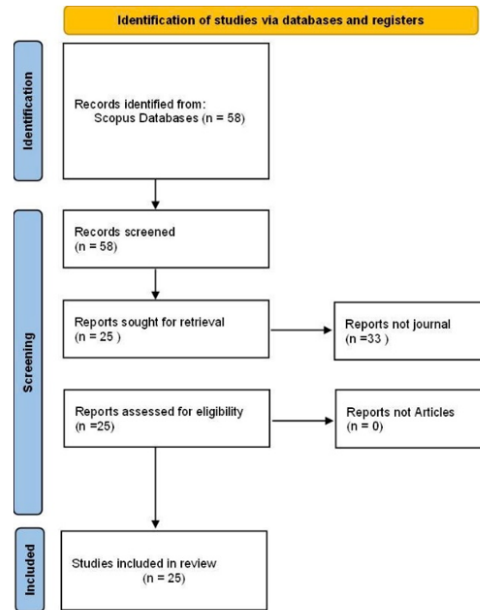 Identification of studies via databases and registers
Identification
Records identified from:
Scopus Databases (n = 58)
Screening
Records screened
(n = 58)
Reports sought for retrieval
(n = 25 )
Reports not journal
(n =33 )
Reports assessed for eligibility
(n =25)
Reports not Articles
(n = 0)
Included
Studies included in review
(n = 25)